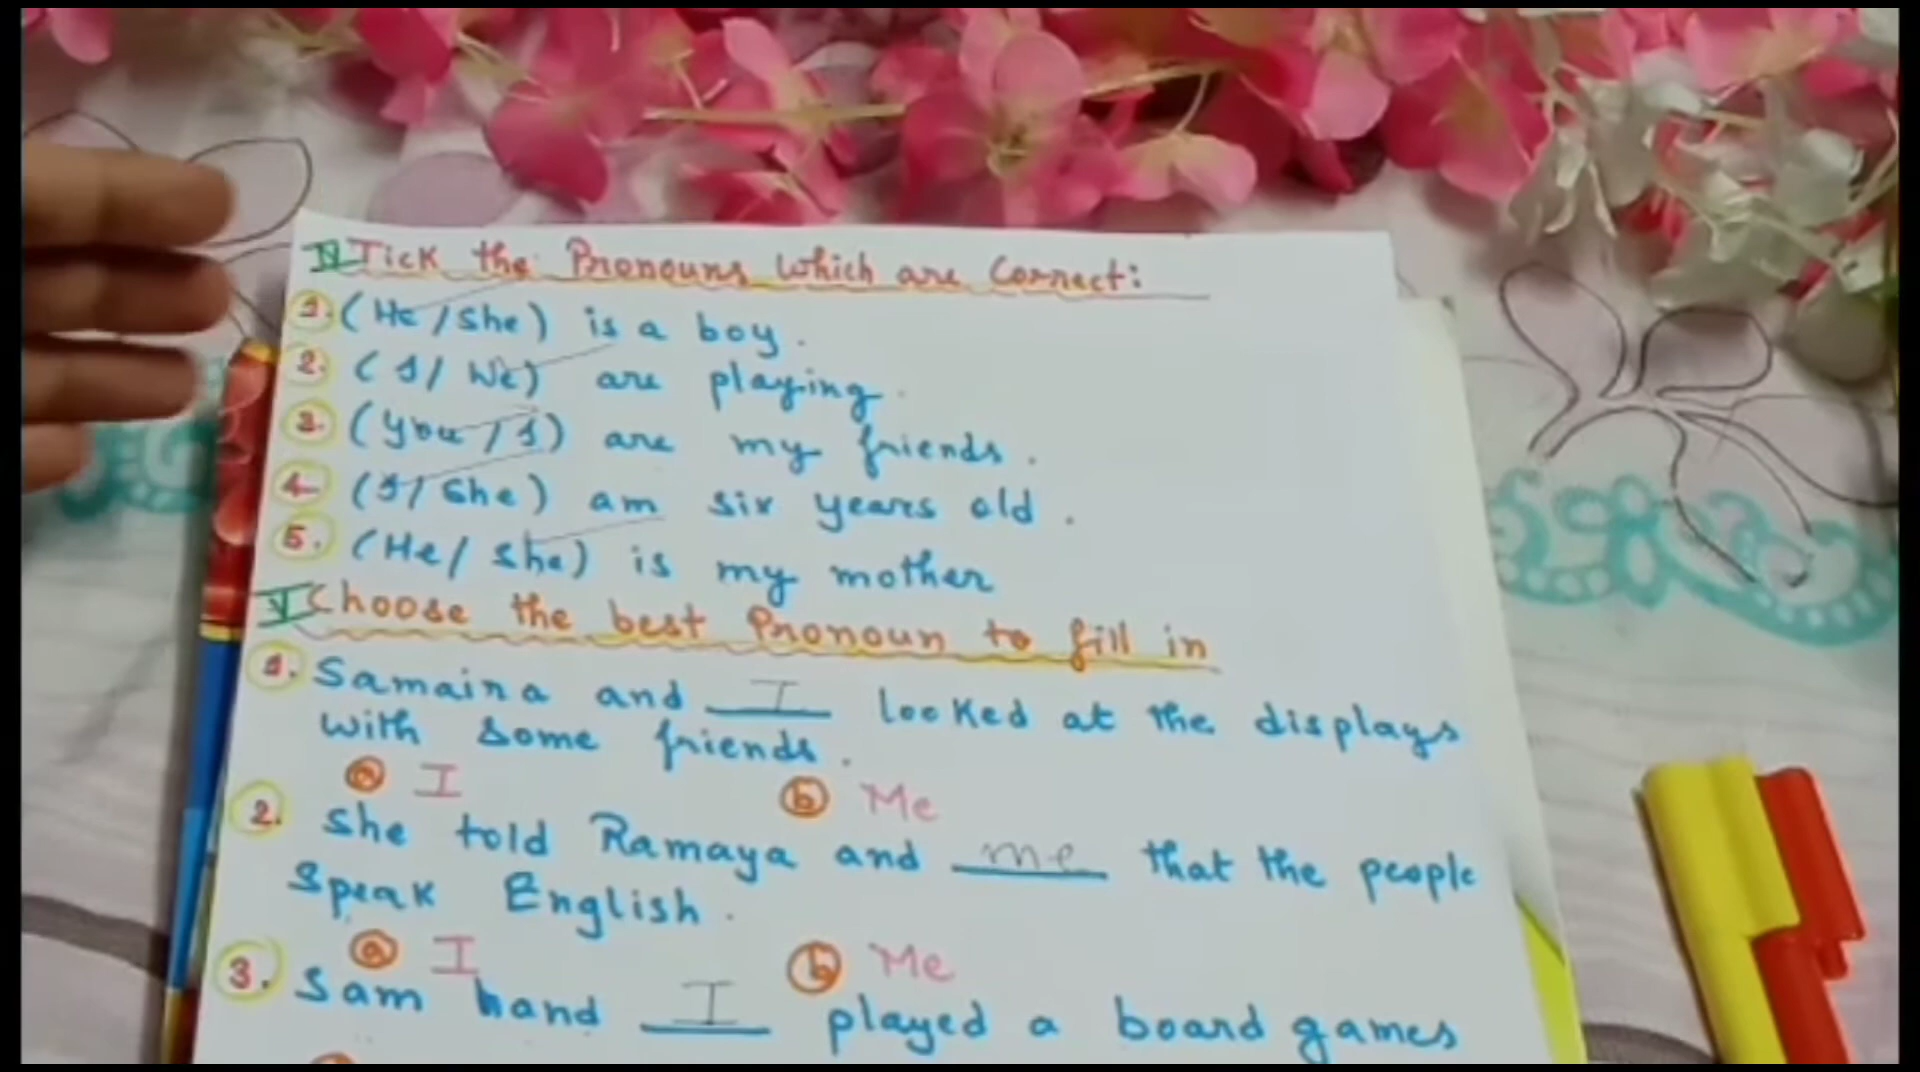 IV Tick the Pronouns which are Correct:
1. (He / She) is a boy.
2. (I / We) are playing.
3. (you / I) are my friends.
4. (I / She) am six years old.
5. (He / She) is my mother
V Choose the best Pronoun to fill in
1. Samaira and I looked at the displays
with some friends.
a I b Me
2. She told Ramaya and me that the people
speak English.
a I b Me
3. Sam hand I played a board games